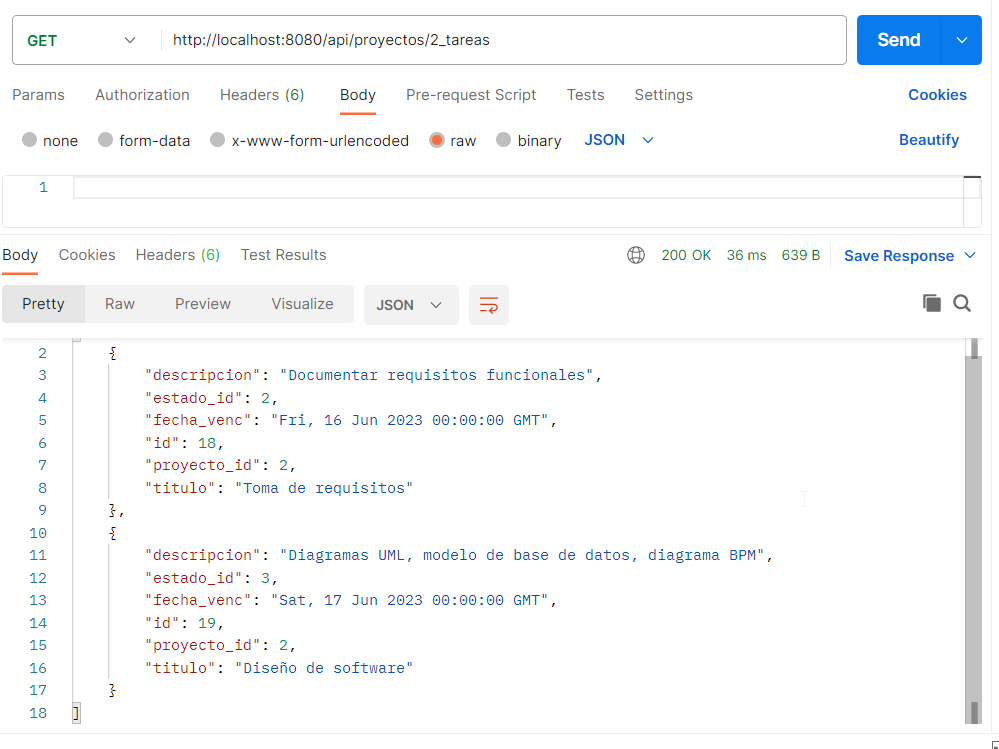 GET http://localhost:8080/api/proyectos/2_tareas Send
Params Authorization Headers (6) Body Pre-request Script Tests Settings Cookies
none form-data x-www-form-urlencoded raw binary JSON Beautify
1
Body Cookies Headers (6) Test Results 200 OK 36 ms 639 B Save Response
Pretty Raw Preview Visualize JSON
2 {
3 "descripcion": "Documentar requisitos funcionales",
4 "estado_id": 2,
5 "fecha_venc": "Fri, 16 Jun 2023 00:00:00 GMT",
6 "id": 18,
7 "proyecto_id": 2,
8 "titulo": "Toma de requisitos"
9 },
10 {
11 "descripcion": "Diagramas UML, modelo de base de datos, diagrama BPM",
12 "estado_id": 3,
13 "fecha_venc": "Sat, 17 Jun 2023 00:00:00 GMT",
14 "id": 19,
15 "proyecto_id": 2,
16 "titulo": "Diseño de software"
17 }
18 ]